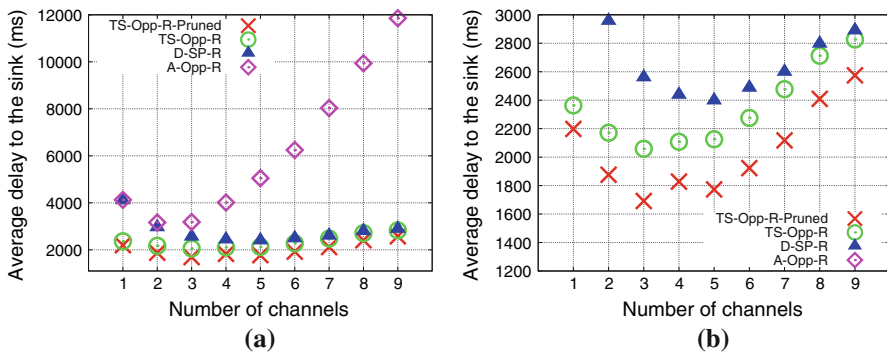 Average delay to the sink (ms)
12000
10000
8000
6000
4000
2000
TS-Opp-R-Pruned
TS-Opp-R
D-SP-R
A-Opp-R
1 2 3 4 5 6 7 8 9
Number of channels
(a)
Average delay to the sink (ms)
3000
2800
2600
2400
2200
2000
1800
1600
1400
1200
TS-Opp-R-Pruned
TS-Opp-R
D-SP-R
A-Opp-R
1 2 3 4 5 6 7 8 9
Number of channels
(b)